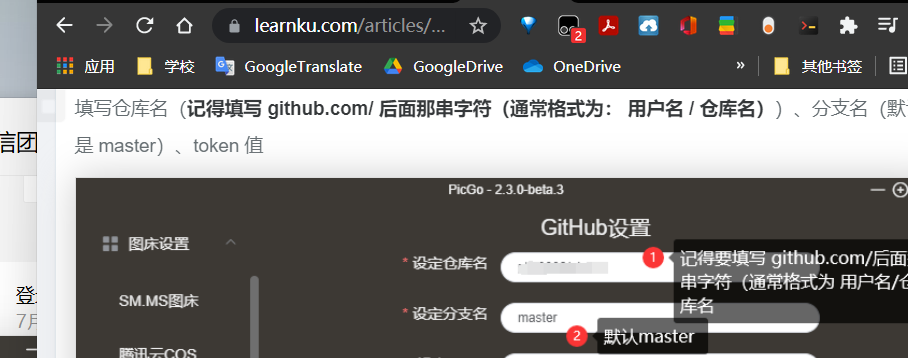 learnku.com/articles/...
2
应用
学校
GoogleTranslate
GoogleDrive
OneDrive
»
其他书签
信团
填写仓库名（记得填写 github.com/ 后面那串字符（通常格式为： 用户名 / 仓库名））、分支名（默
是 master）、token 值
PicGo - 2.3.0-beta.3
GitHub设置
图床设置
* 设定仓库名
1
记得要填写 github.com/后面
串字符（通常格式为 用户名/仓
库名
登录
7月
SM.MS图床
* 设定分支名
master
2
默认master
腾讯云COS